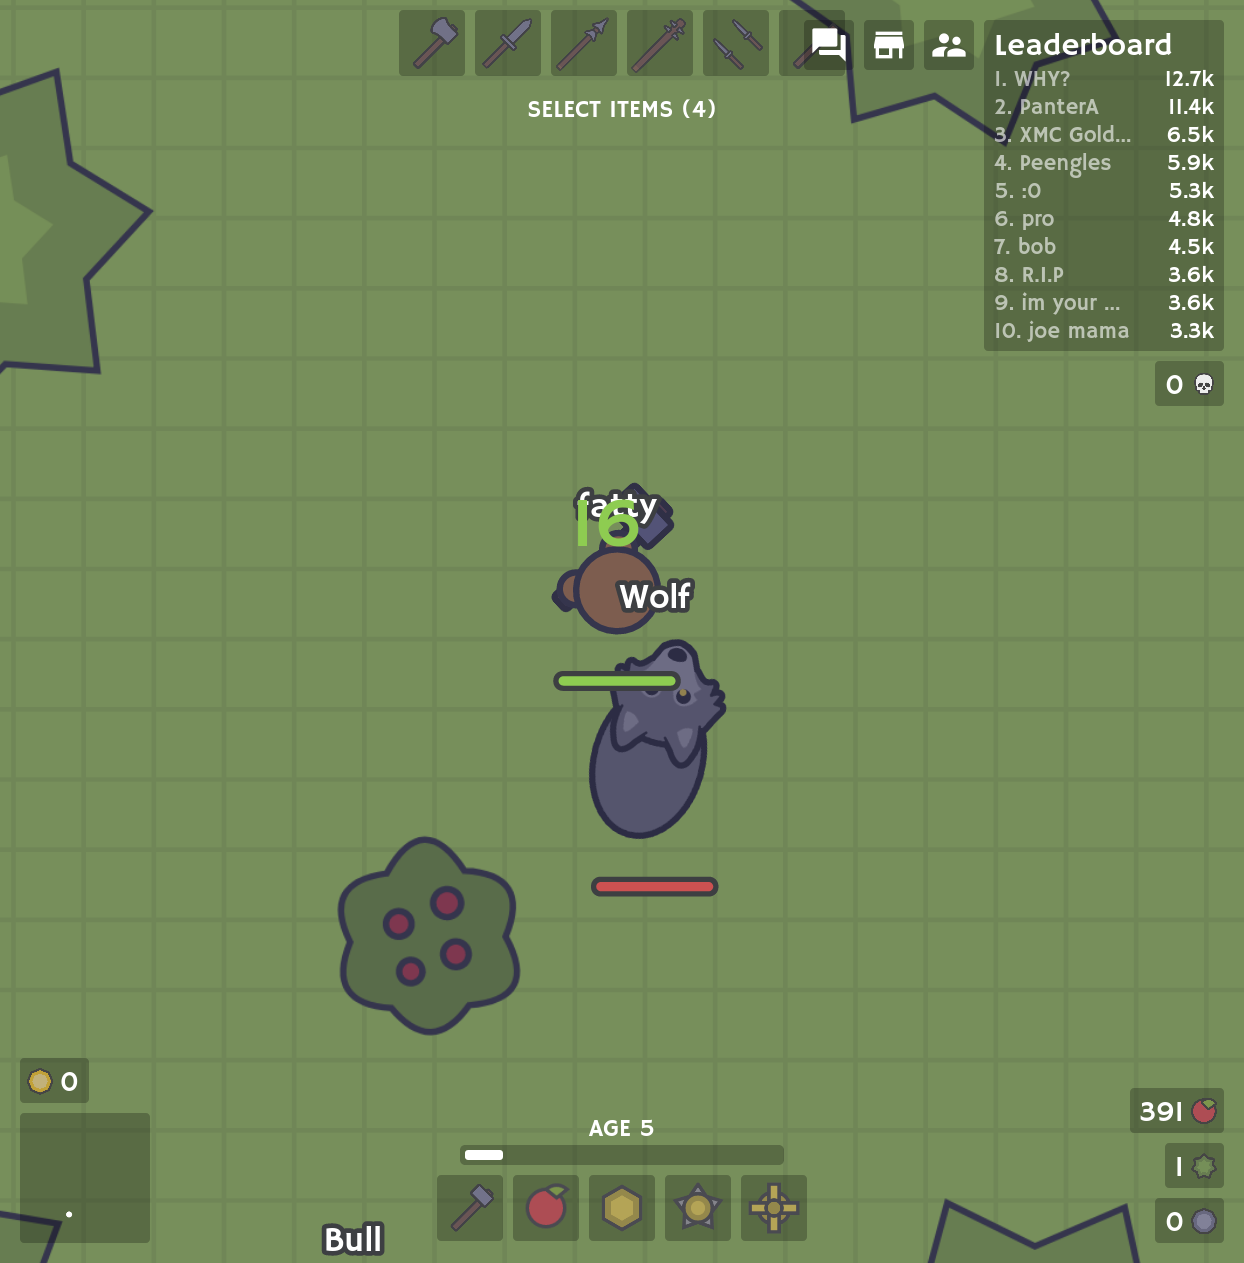 SELECT ITEMS (4)
Leaderboard
1. WHY? 12.7k
2. PanterA 11.4k
3. XMC Gold... 6.5k
4. Peengles 5.9k
5. :0 5.3k
6. pro 4.8k
7. bob 4.5k
8. R.I.P 3.6k
9. im your ... 3.6k
10. joe mama 3.3k
0
fatty
16
Wolf
0
391
AGE 5
1
0
Bull